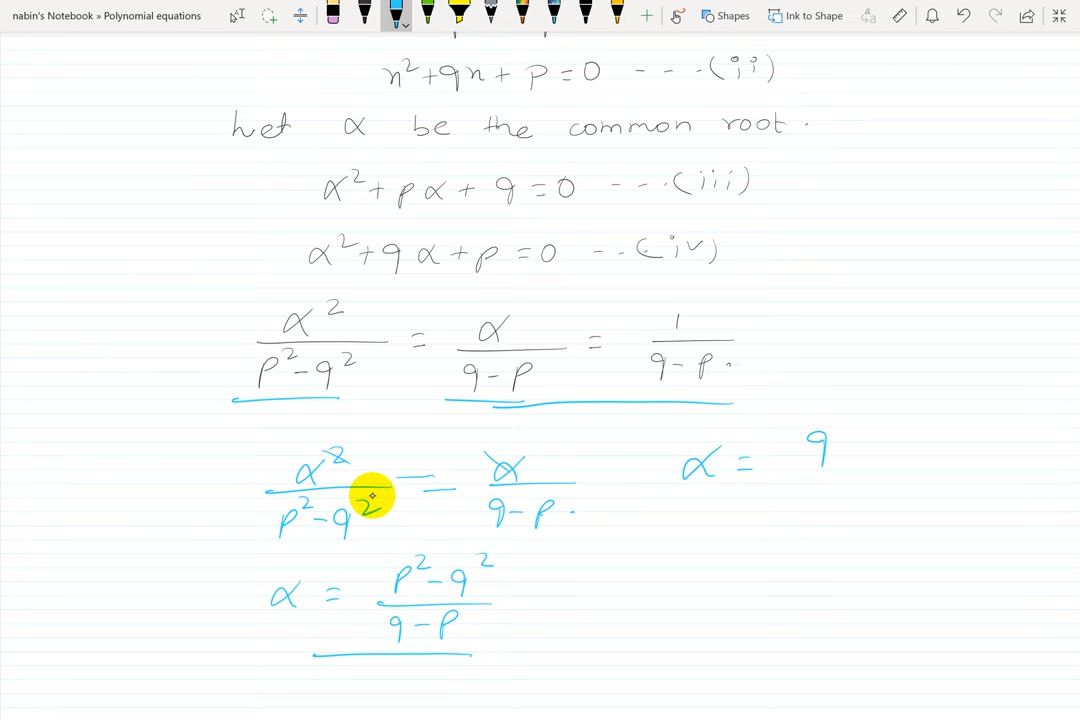 nabin's Notebook » Polynomial equations
Shapes
Ink to Shape
x²+qx+p=0 ----(ii)
Let α be the common root.
α²+pα+q=0 ----(iii)
α²+qα+p=0 --.(iv)
α²/(p²-q²) = α/(q-p) = 1/(q-p).
α²/(p²-q²) = α/(q-p).
α = q
α = (p²-q²)/(q-p)